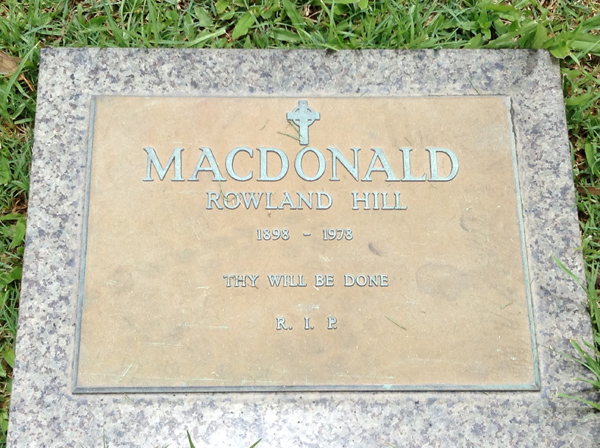 MACDONALD
ROWLAND HILL
1898 - 1978
THY WILL BE DONE
R. I. P.